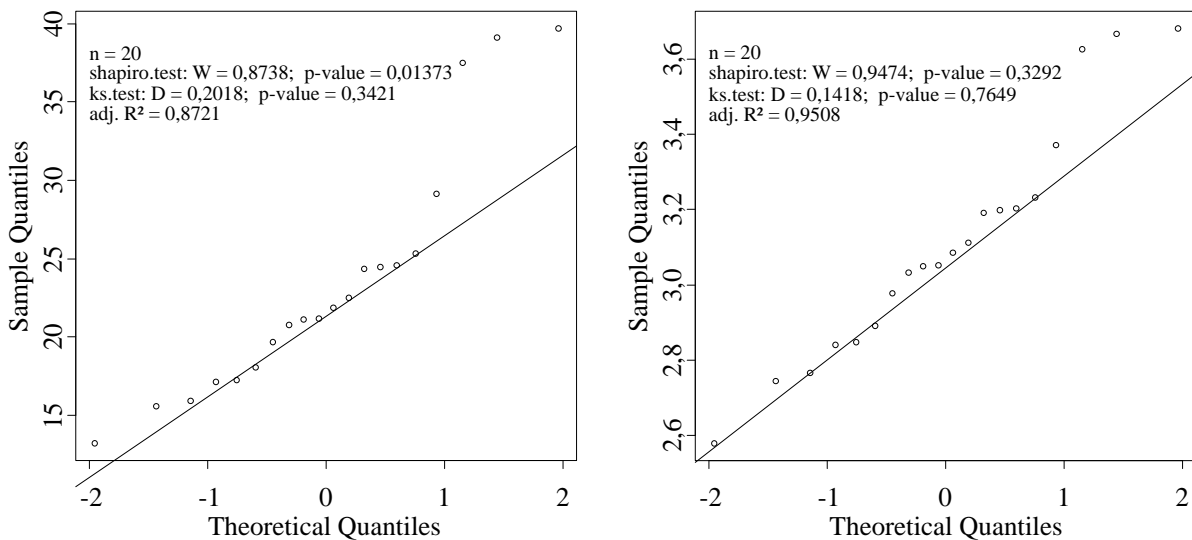 40
35
30
25
20
15
Sample Quantiles
n = 20
shapiro.test: W = 0,8738; p-value = 0,01373
ks.test: D = 0,2018; p-value = 0,3421
adj. R² = 0,8721
-2 -1 0 1 2
Theoretical Quantiles
3,6
3,4
3,2
3,0
2,8
2,6
Sample Quantiles
n = 20
shapiro.test: W = 0,9474; p-value = 0,3292
ks.test: D = 0,1418; p-value = 0,7649
adj. R² = 0,9508
-2 -1 0 1 2
Theoretical Quantiles